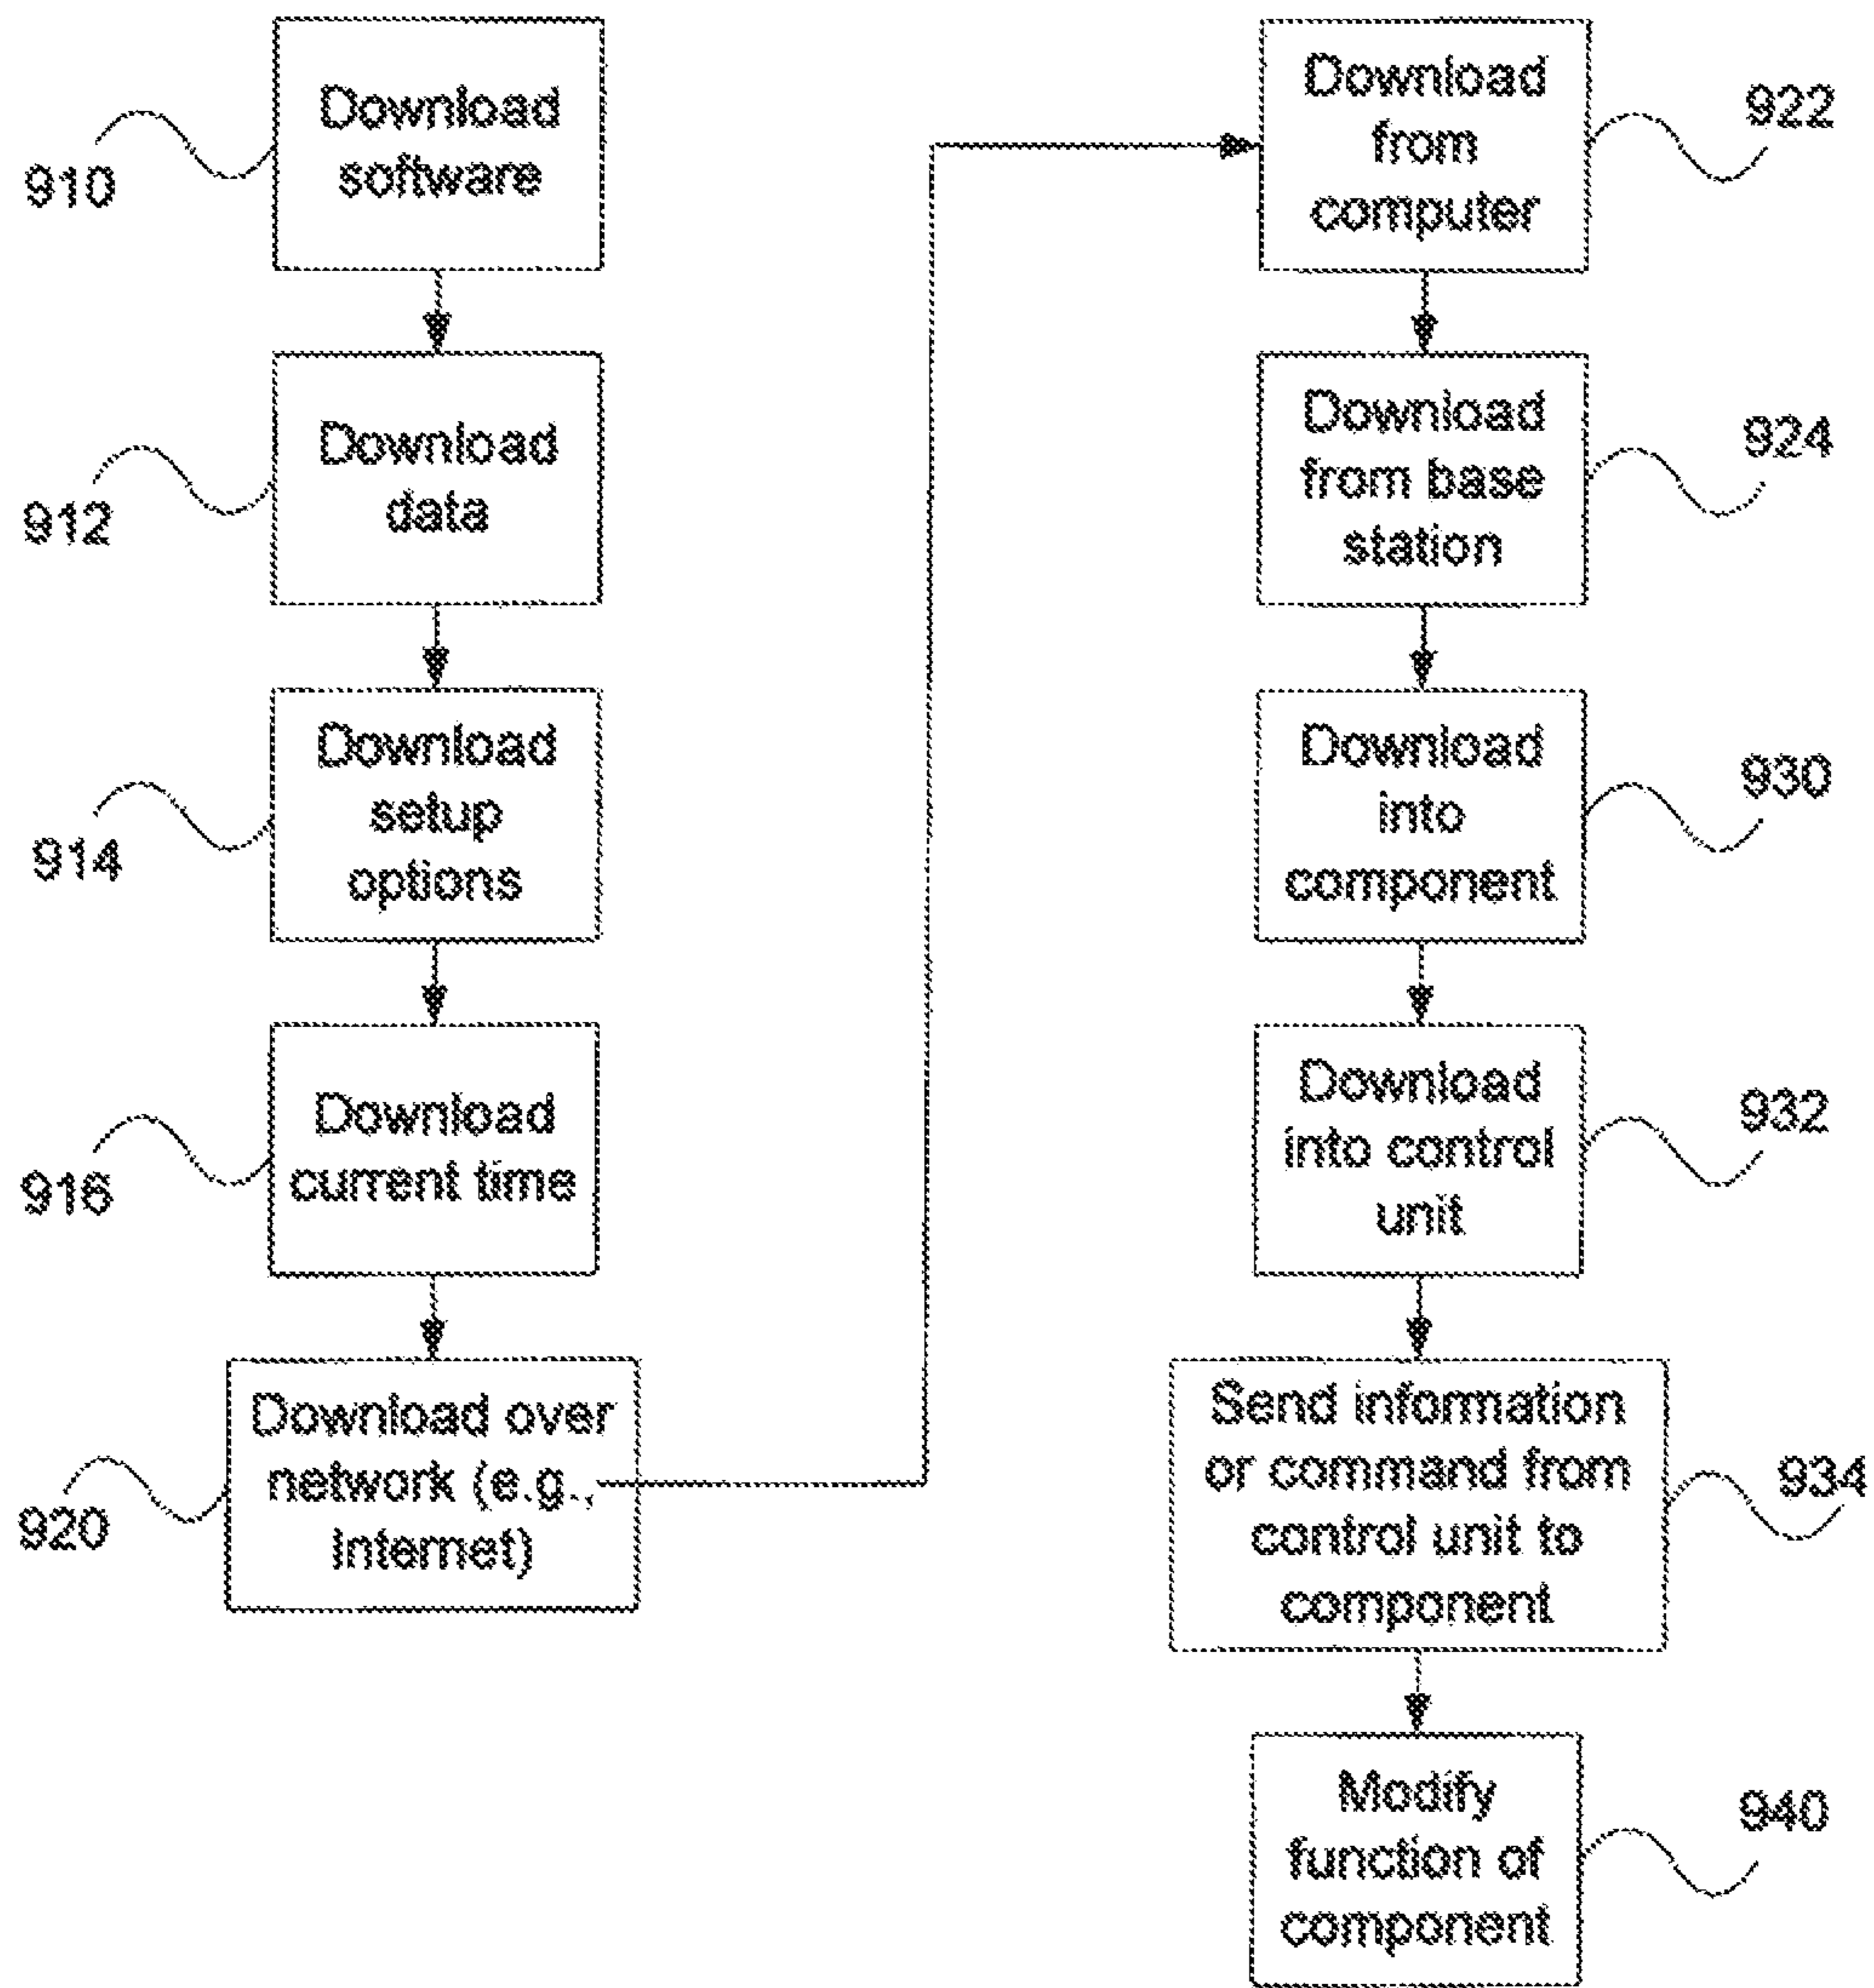 Download
software
910
Download
data
912
Download
setup
options
914
Download
current time
916
Download over
network (e.g.,
Internet)
920
Download
from
computer
922
Download
from base
station
924
Download
into
component
930
Download
into control
unit
932
Send information
or command from
control unit to
component
934
Modify
function of
component
940